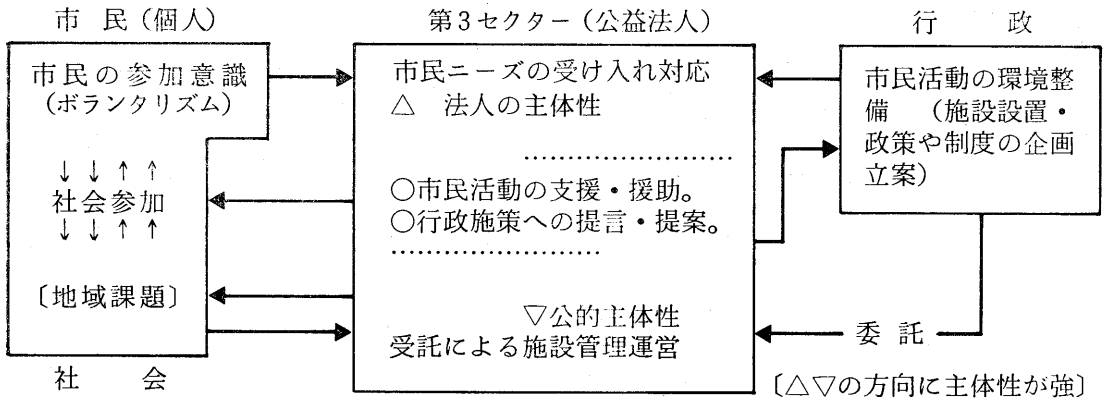 市 民（個人）
市民の参加意識
（ボランタリズム）
↓ ↓ ↑ ↑
社会参加
↓ ↓ ↑ ↑
〔地域課題〕
社 会
第3セクター（公益法人）
市民ニーズの受け入れ対応
△ 法人の主体性
……………………
○市民活動の支援・援助。
○行政施策への提言・提案。
……………………
▽公的主体性
受託による施設管理運営
行 政
市民活動の環境整
備 （施設設置・
政策や制度の企画
立案）
委 託
〔△▽の方向に主体性が強〕